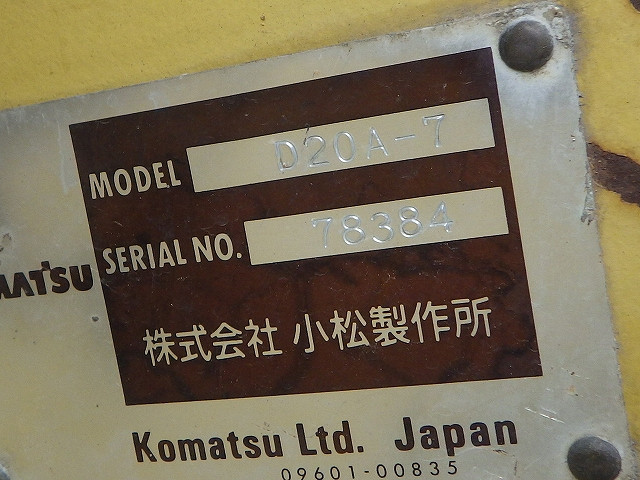 MODEL D20A-7
SERIAL NO. 78384
MATSU
株式会社 小松製作所
Komatsu Ltd. Japan
09601-00835